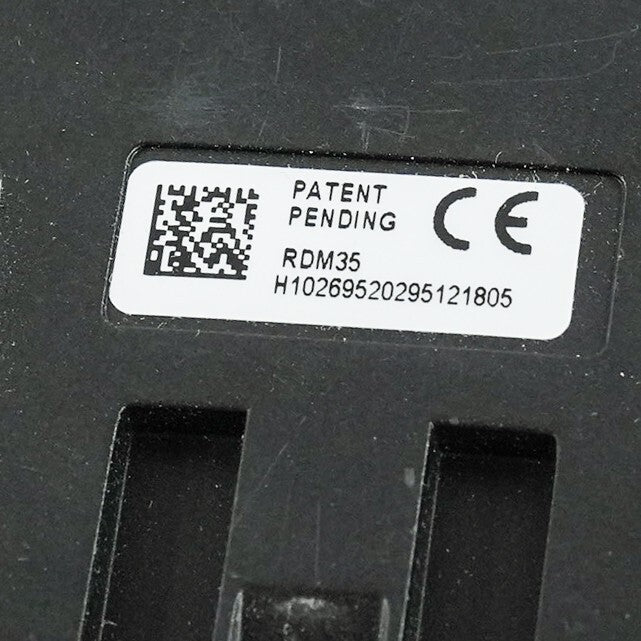 PATENT
PENDING
CE
RDM35
H10269520295121805